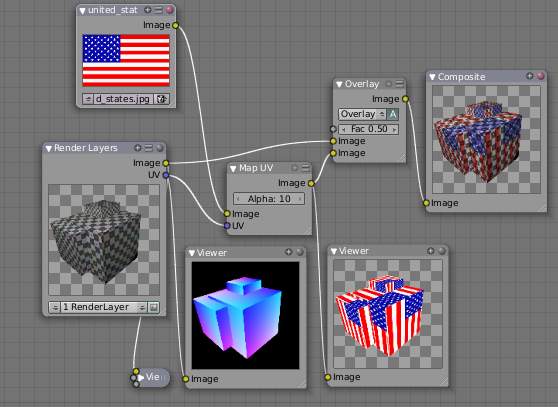 united_stat
Image
d_states.jpg
Render Layers
Image
UV
1 RenderLayer
Vie
Map UV
Image
Alpha: 10
Image
UV
Viewer
Image
Overlay
Image
Overlay
A
Fac 0.50
Image
Image
Viewer
Image
Composite
Image